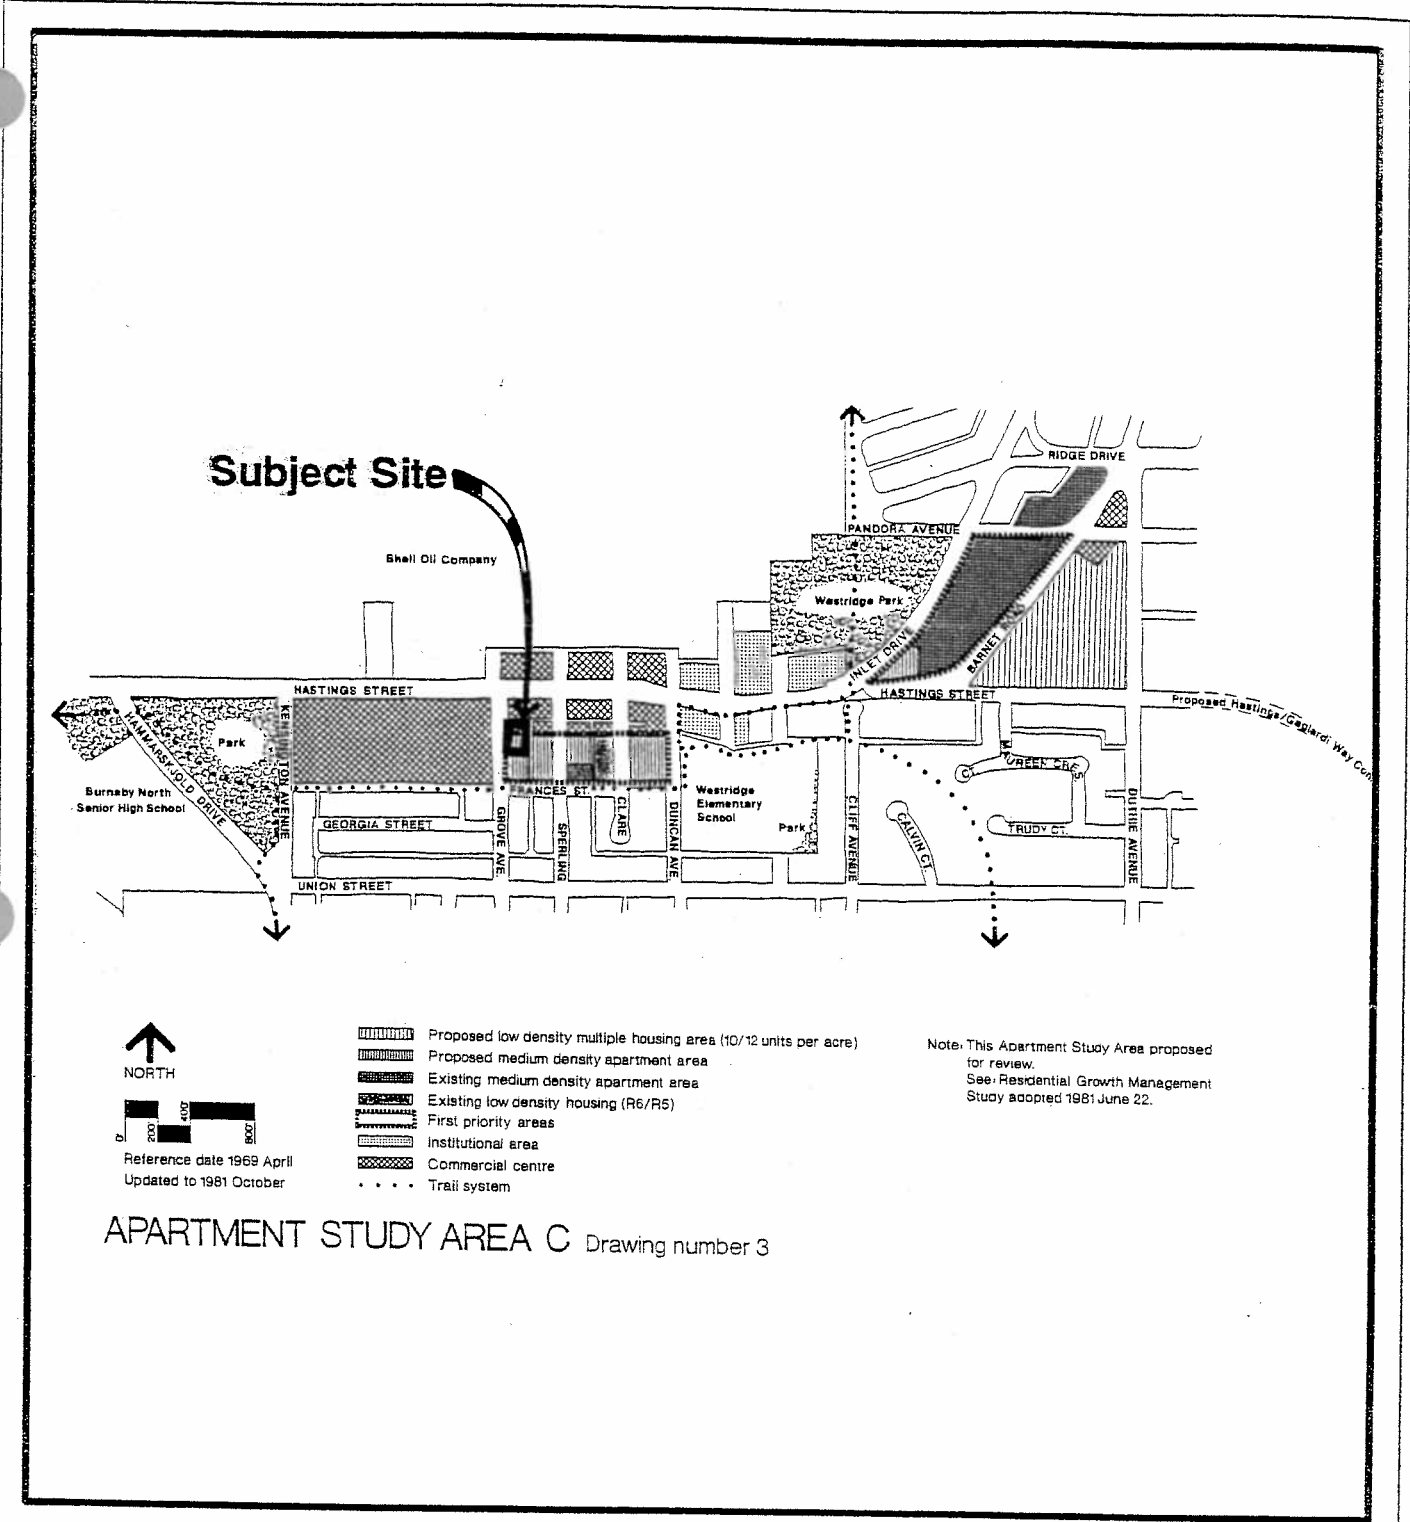 RIDGE DRIVE
Subject Site
PANDORA AVENUE
Shell Oil Company
Westridge Park
INLET DRIVE
BARNET ROAD
HASTINGS STREET
HASTINGS STREET
Proposed Hastings/Gaglardi Way Con
Park
HAMMARSKJOLD DRIVE
Park
KENSINGTON AVENUE
Burnaby North
Senior High School
FRANCES ST.
GEORGIA STREET
GROVE AVE.
SPERLING
CLARE
DUNCAN AVE
Westridge
Elementary
School
Park
CLIFF AVENUE
CALVIN CT.
MAUREEN CRES.
CT.
TRUDY CT.
DUTHIE AVENUE
UNION STREET
NORTH
0'
200'
400'
800'
Reference date 1969 April
Updated to 1981 October
Proposed low density multiple housing area (10/12 units per acre)
Proposed medium density apartment area
Existing medium density apartment area
Existing low density housing (R6/R5)
First priority areas
Institutional area
Commercial centre
Trail system
Note: This Apartment Study Area proposed
for review.
See: Residential Growth Management
Study adopted 1981 June 22.
APARTMENT STUDY AREA C Drawing number 3